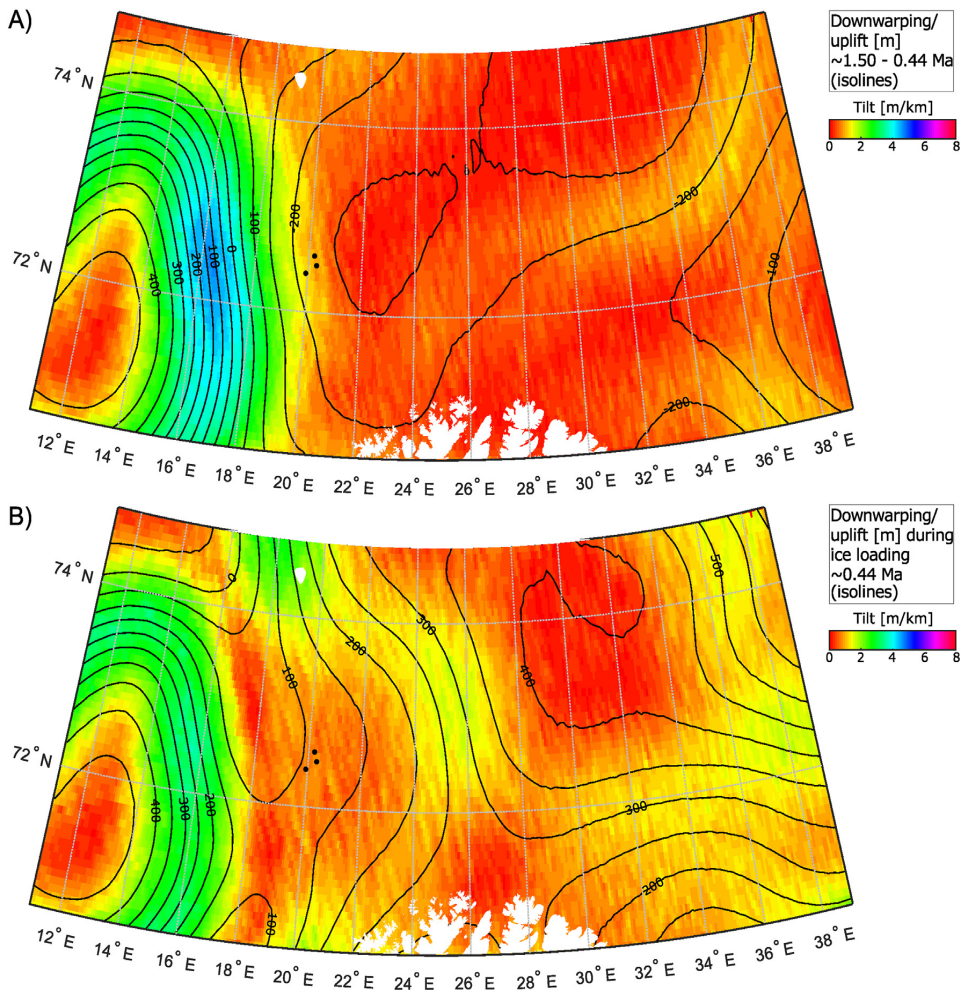 A)
Downwarping/
uplift [m]
~1.50 - 0.44 Ma
(isolines)
Tilt [m/km]
0 2 4 6 8
74° N
72° N
-100
-200
0
100
200
300
400
0
-200
-100
-200
12° E 14° E 16° E 18° E 20° E 22° E 24° E 26° E 28° E 30° E 32° E 34° E 36° E 38° E
B)
Downwarping/
uplift [m] during
ice loading
~0.44 Ma
(isolines)
Tilt [m/km]
0 2 4 6 8
74° N
72° N
0
500
300
200
100
400
400
300
200
300
200
100
12° E 14° E 16° E 18° E 20° E 22° E 24° E 26° E 28° E 30° E 32° E 34° E 36° E 38° E